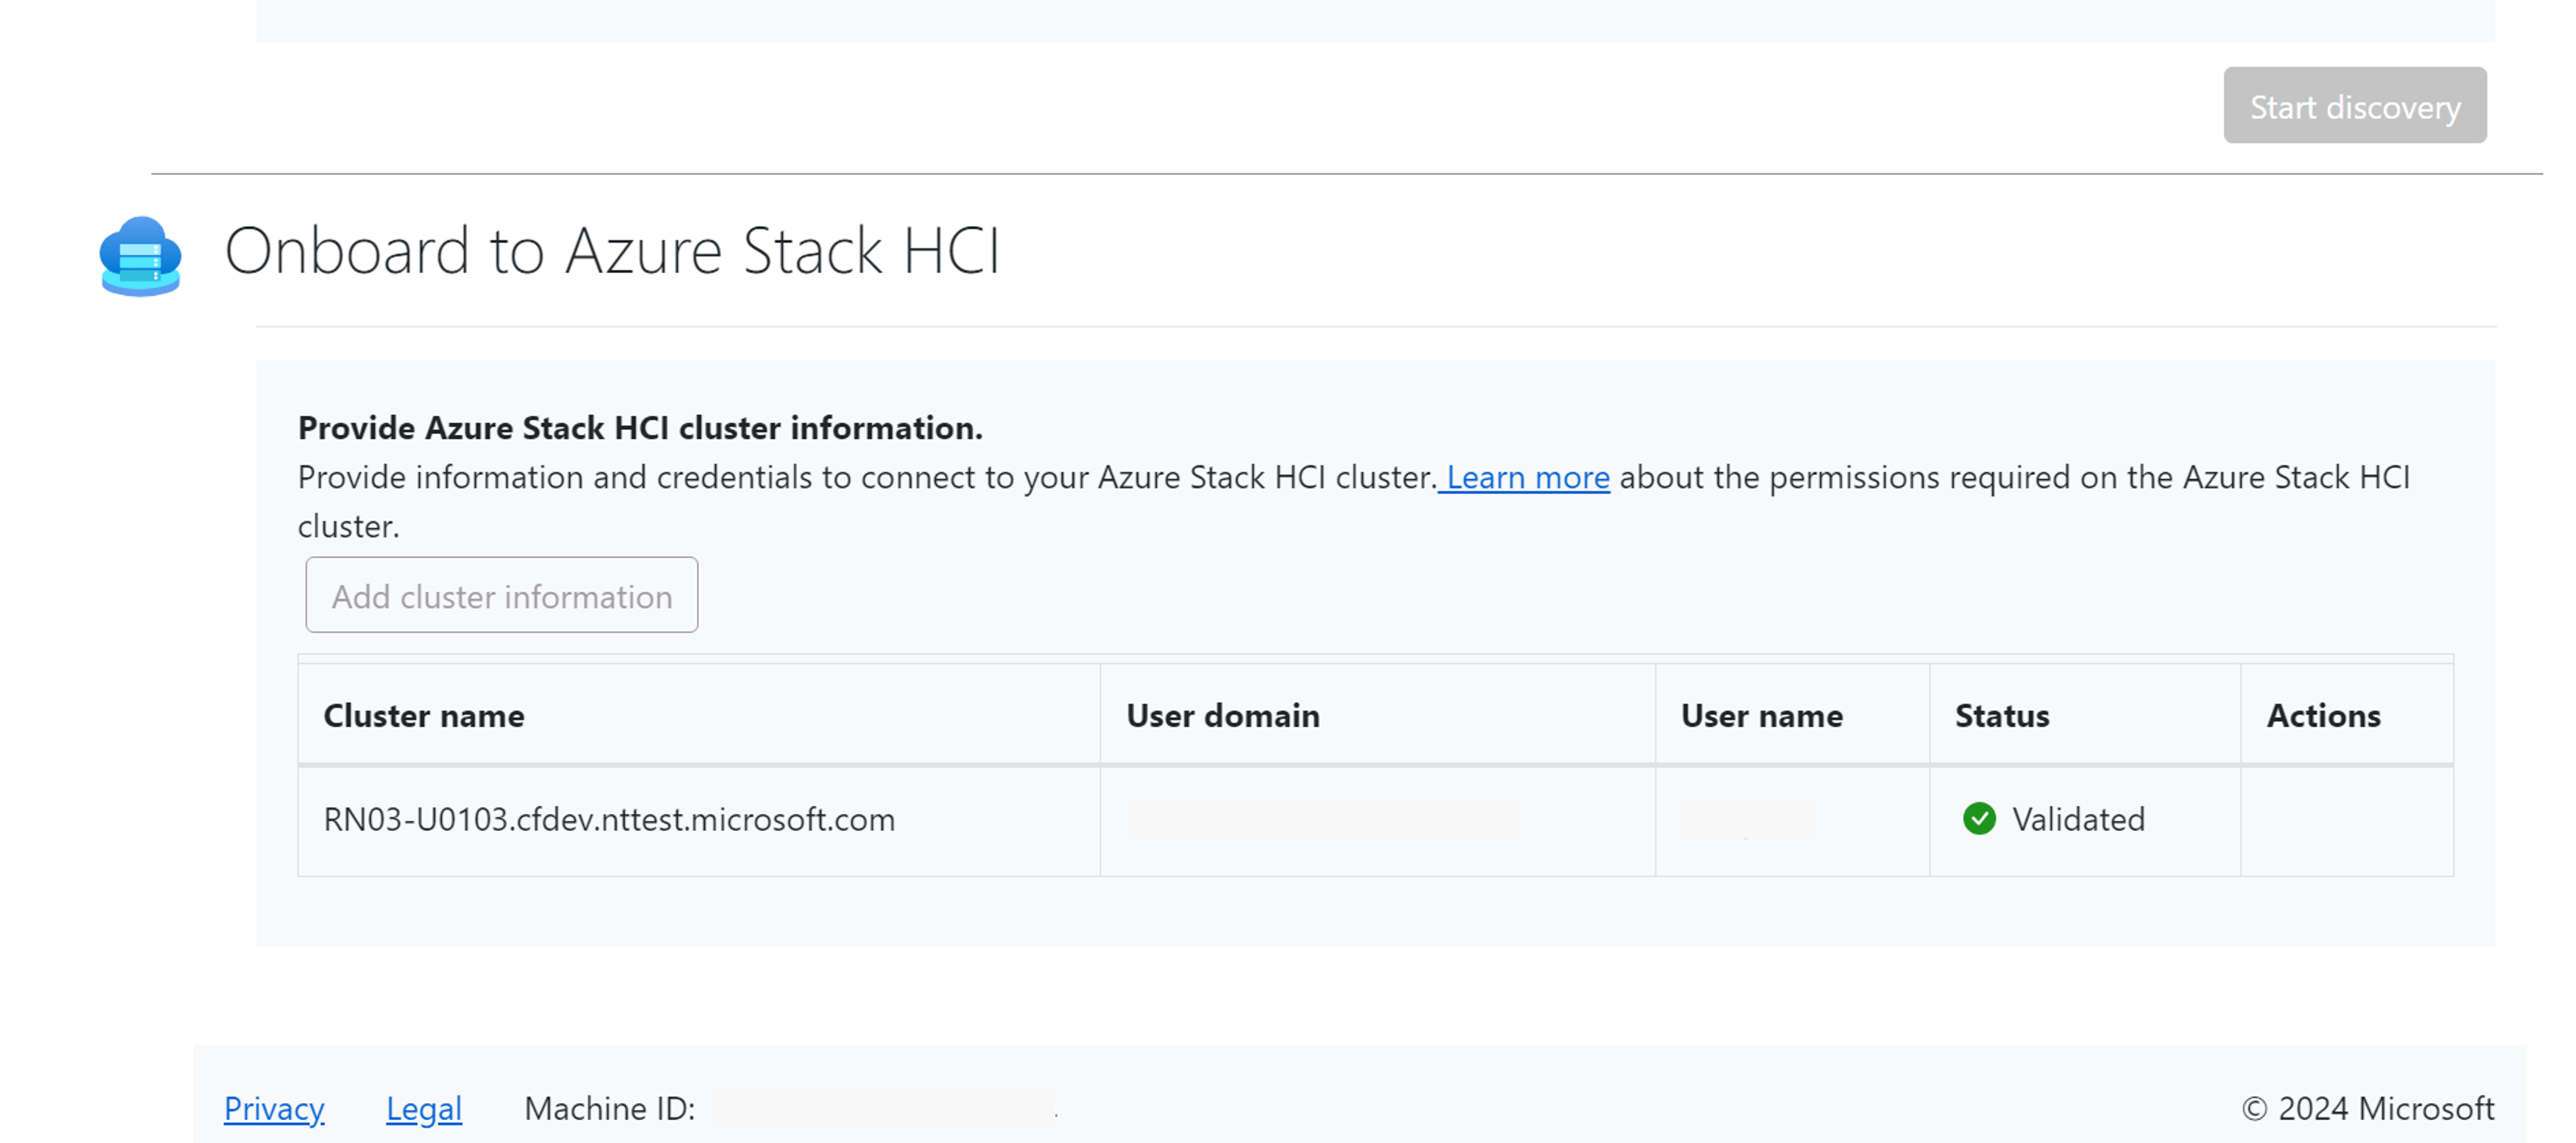 Start discovery
Onboard to Azure Stack HCI
Provide Azure Stack HCI cluster information.
Provide information and credentials to connect to your Azure Stack HCI cluster. Learn more about the permissions required on the Azure Stack HCI
cluster.
Add cluster information
Cluster name User domain User name Status Actions
RN03-U0103.cfdev.nttest.microsoft.com Validated
Privacy Legal Machine ID: © 2024 Microsoft